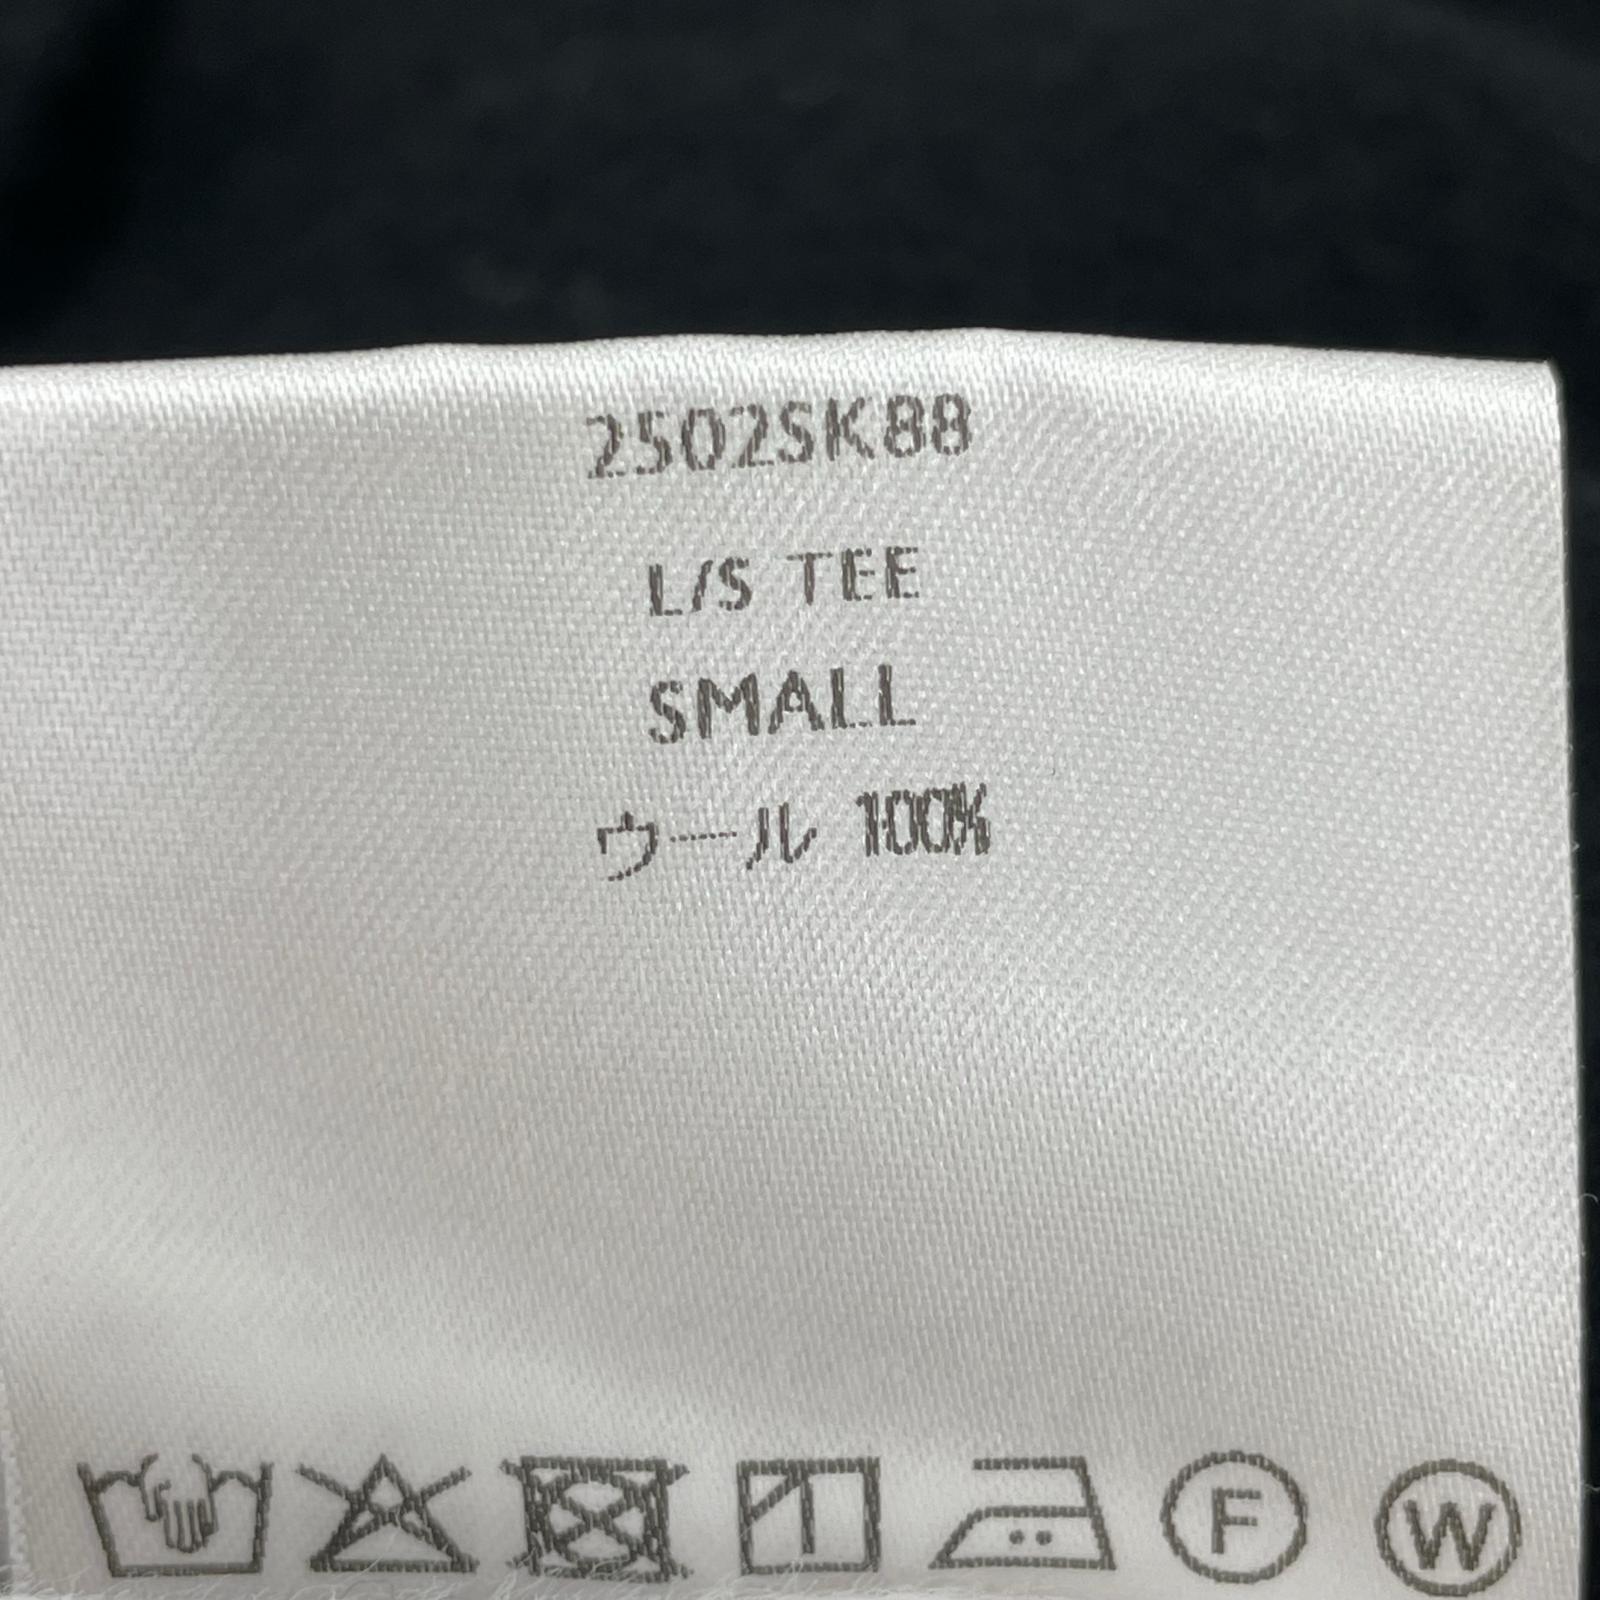 2502SK88
L/S TEE
SMALL
ウール 100%
F W